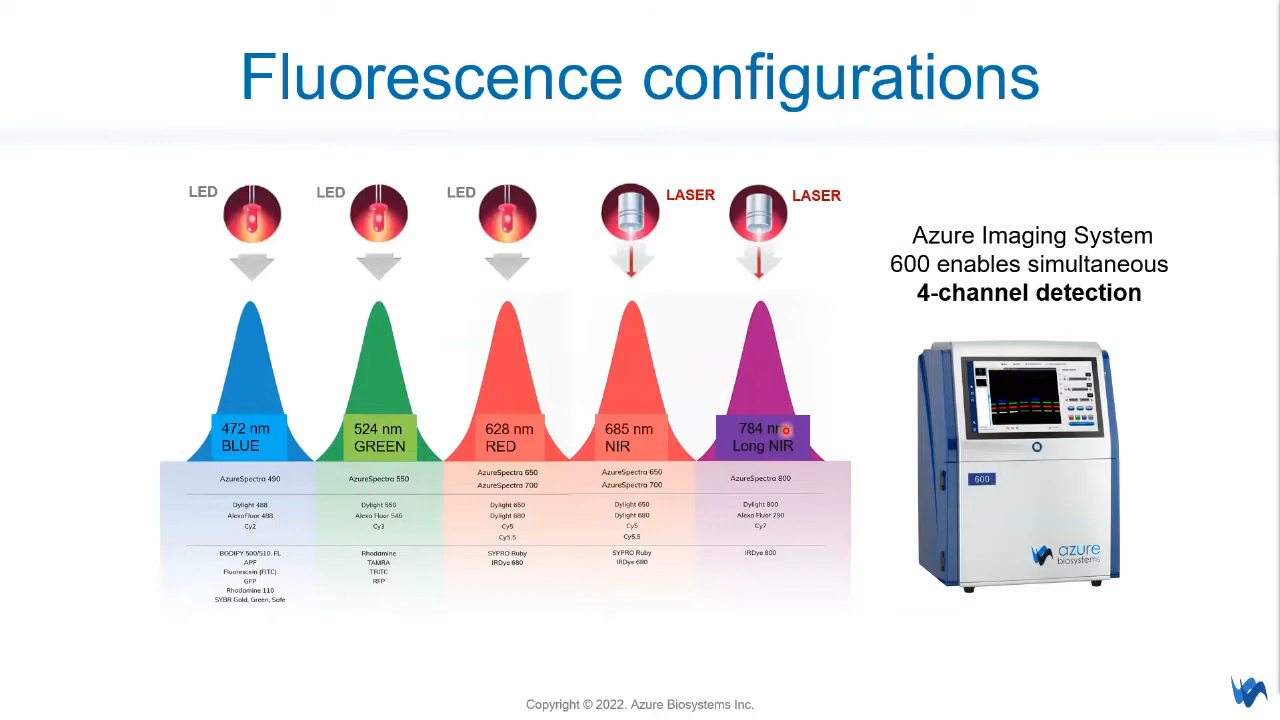 Fluorescence configurations
LED
LED
LED
LASER
LASER
472 nm
BLUE
524 nm
GREEN
628 nm
RED
685 nm
NIR
784 nm
Long NIR
AzureSpectra 490
AzureSpectra 550
AzureSpectra 650
AzureSpectra 700
AzureSpectra 650
AzureSpectra 700
AzureSpectra 800
Dylight 488
AlexaFluor 488
Cy2
Dylight 550
Alexa Fluor 546
Cy3
Dylight 650
Dylight 680
Cy5
Cy5.5
Dylight 650
Dylight 680
Cy5
Cy5.5
Dylight 800
Alexa Fluor 790
Cy7
BODIPY 500/510, FL
APF
Fluorescein (FITC)
GFP
Rhodamine 110
SYBR Gold, Green, Safe
Rhodamine
TAMRA
TRITC
RFP
SYPRO Ruby
IRDye 680
SYPRO Ruby
IRDye 680
IRDye 800
Azure Imaging System
600 enables simultaneous
4-channel detection
600
azure
biosystems
Copyright © 2022. Azure Biosystems Inc.